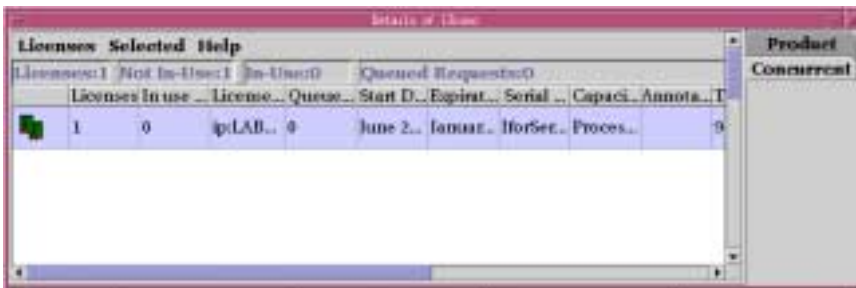 Details of
Licenses Selected Help
Licenses:1 Not In-Use:1 In-Use:0 Queued Requests:0
Licenses In use ... License... Queue... Start D... Expirat... Serial ... Capaci... Annota... T
1 0 ip:LAB... 0 June 2... Januar... IforSer... Proces... 9
Product
Concurrent